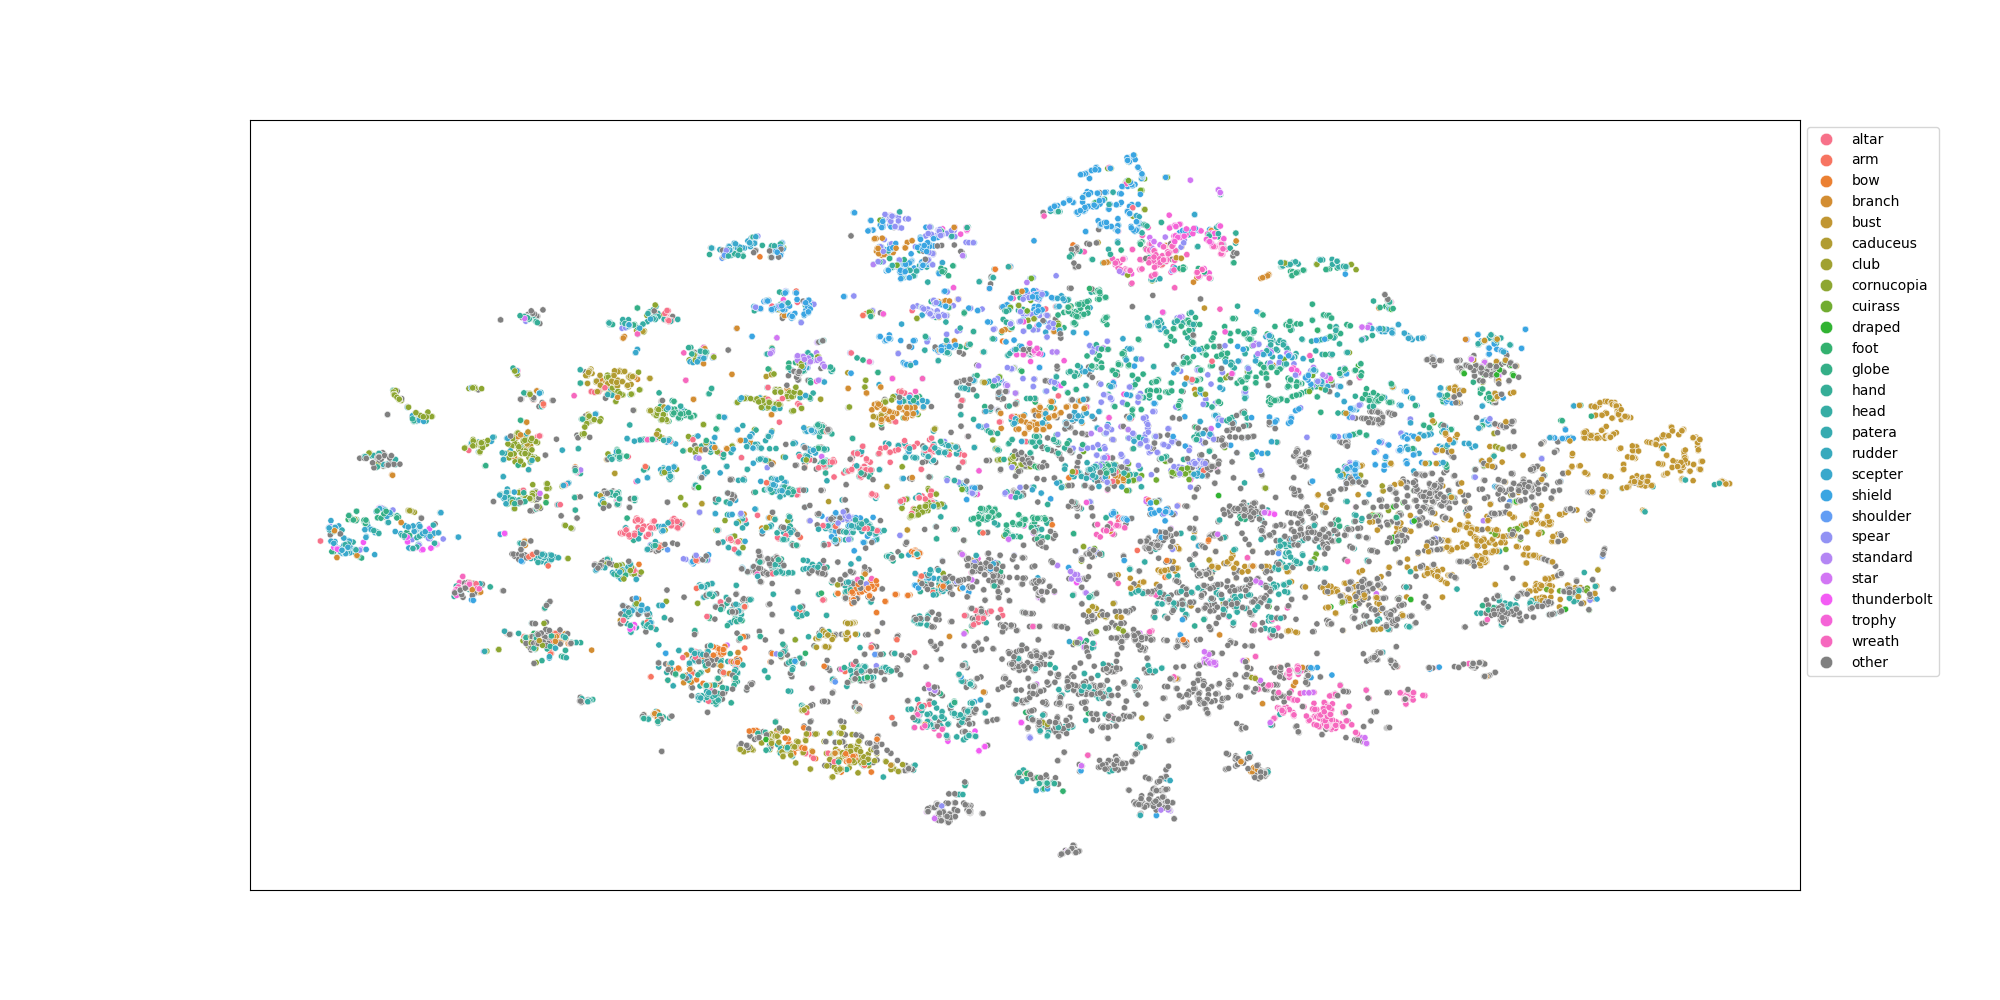 altar
arm
bow
branch
bust
caduceus
club
cornucopia
cuirass
draped
foot
globe
hand
head
patera
rudder
scepter
shield
shoulder
spear
standard
star
thunderbolt
trophy
wreath
other